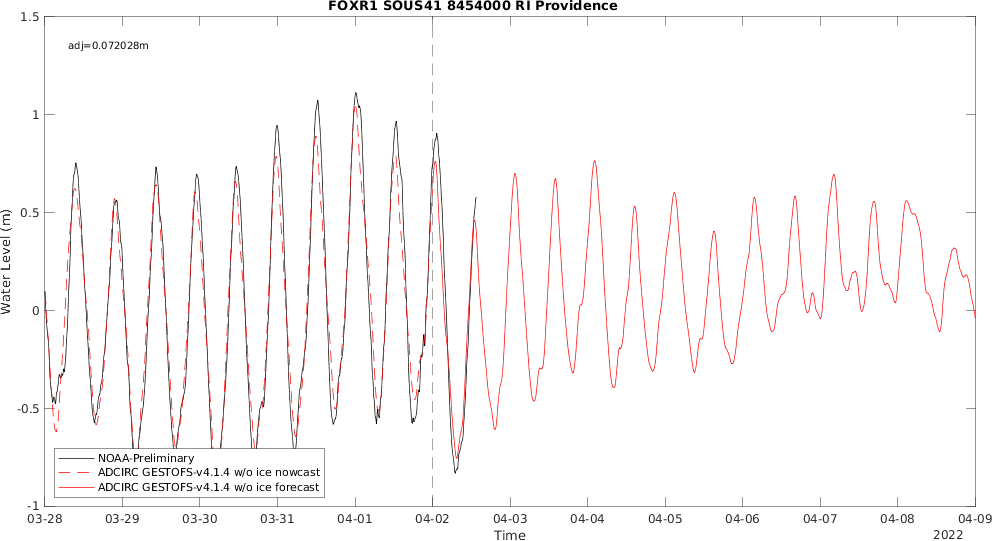 FOXR1 SOUS41 8454000 RI Providence
1.5
adj=0.072028m
1
0.5
Water Level (m)
0
-0.5
NOAA-Preliminary
ADCIRC GESTOFS-v4.1.4 w/o ice nowcast
ADCIRC GESTOFS-v4.1.4 w/o ice forecast
-1
03-28 03-29 03-30 03-31 04-01 04-02 04-03 04-04 04-05 04-06 04-07 04-08 04-09
Time
2022